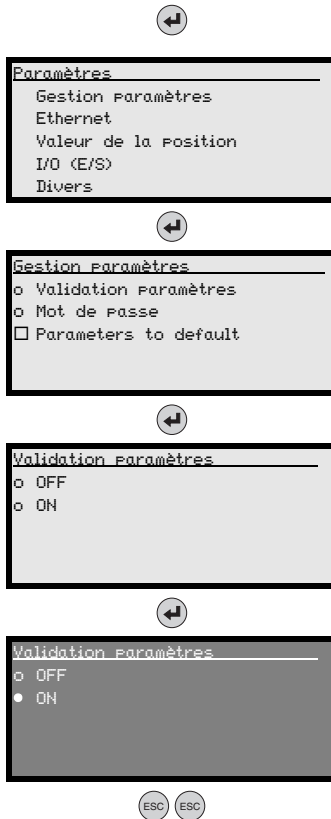 Paramètres
Gestion paramètres
Ethernet
Valeur de la position
I/O (E/S)
Divers
Gestion paramètres
o Validation paramètres
o Mot de passe
□ Parameters to default
Validation paramètres
o OFF
o ON
Validation paramètres
o OFF
● ON
ESC ESC